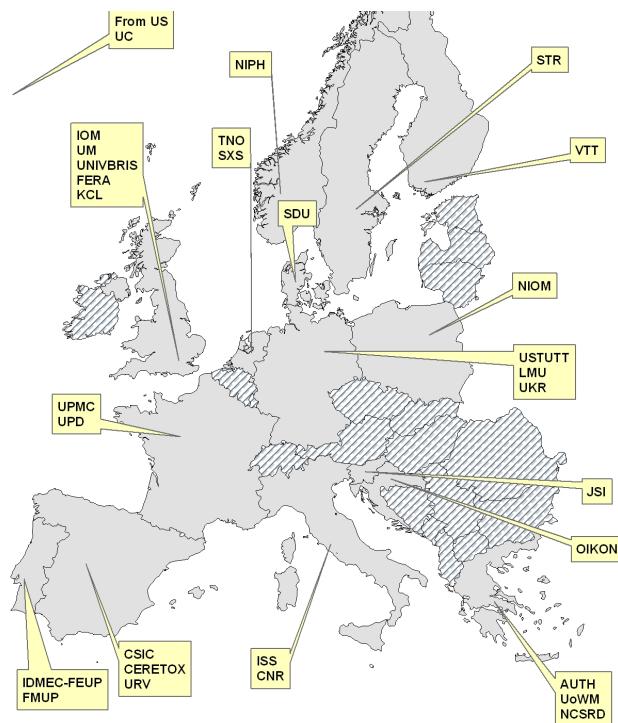 From US
UC
NIPH
STR
IOM
UM
UNIVBRIS
FERA
KCL
TNO
SXS
VTT
SDU
NIOM
USTUTT
LMU
UKR
UPMC
UPD
JSI
OIKON
CSIC
CERETOX
URV
ISS
CNR
IDMEC-FEUP
FMUP
AUTH
UoWM
NCSRD